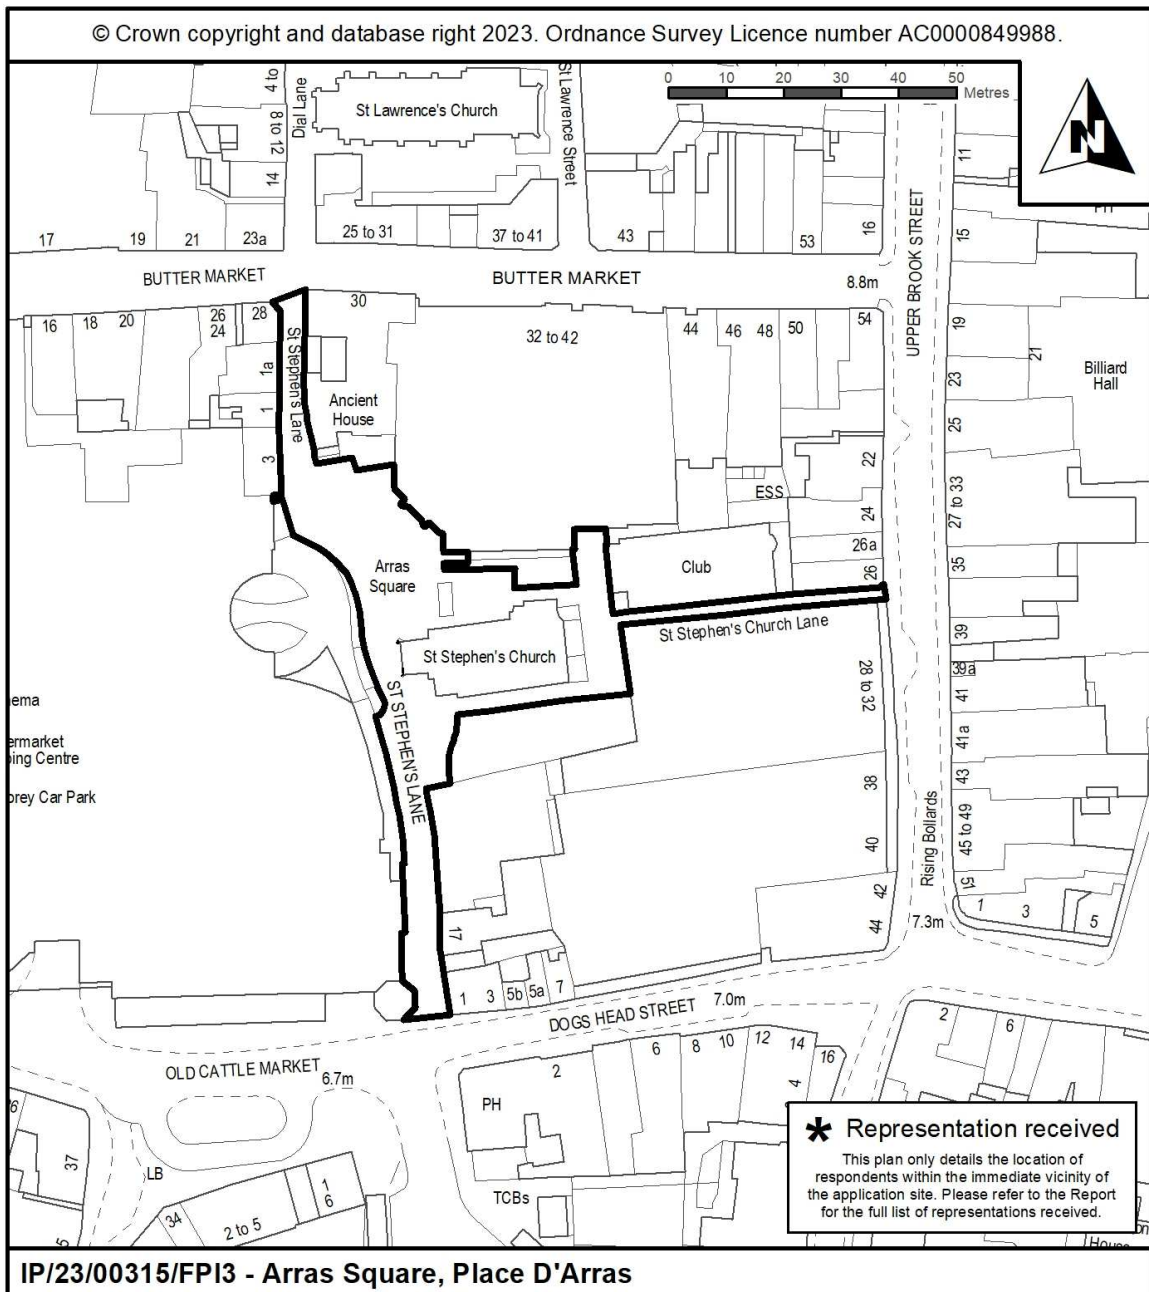 © Crown copyright and database right 2023. Ordnance Survey Licence number AC0000849988.
0 10 20 30 40 50
Metres
N
4 to
8 to 12
14
Dial Lane
St Lawrence's Church
St Lawrence Street
11
15
17
19
21
23a
25 to 31
37 to 41
43
53
16
UPPER BROOK STREET
BUTTER MARKET
BUTTER MARKET
8.8m
16
18
20
26
24
28
30
32 to 42
44
46
48
50
54
19
21
23
25
Billiard
Hall
1a
1
3
St Stephen's Lane
Ancient
House
ESS
22
24
26a
26
27 to 33
35
39
39a
41
41a
43
45 to 49
51
Arras
Square
Club
St Stephen's Church Lane
St Stephen's Church
ST STEPHEN'S LANE
28 to 32
38
40
42
44
Rising Bollards
ema
ermarket
ping Centre
orey Car Park
17
1
3
5b
5a
7
1
3
5
7.3m
7.0m
DOGS HEAD STREET
OLD CATTLE MARKET
6.7m
2
6
8
10
12
14
16
4
2
6
PH
TCBs
LB
37
34
2 to 5
1
6
5
* Representation received
This plan only details the location of
respondents within the immediate vicinity of
the application site. Please refer to the Report
for the full list of representations received.
IP/23/00315/FPI3 - Arras Square, Place D'Arras